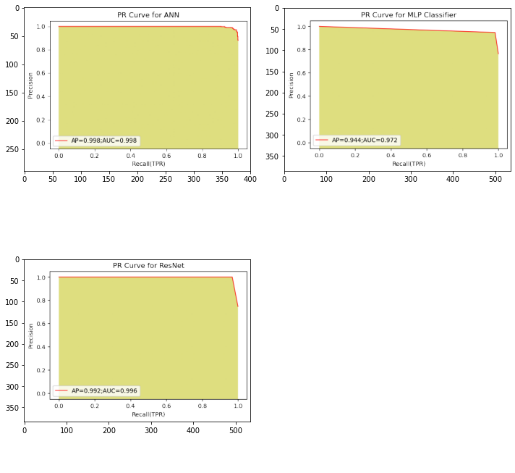 PR Curve for ANN
0
50
100
150
200
250
1.0
0.8
0.6
0.4
0.2
0.0
Precision
AP=0.998;AUC=0.998
0.0 0.2 0.4 0.6 0.8 1.0
Recall(TPR)
0 50 100 150 200 250 300 350 400
PR Curve for MLP Classifier
0
50
100
150
200
250
300
350
1.0
0.8
0.6
0.4
0.2
0.0
Precision
AP=0.944;AUC=0.972
0.0 0.2 0.4 0.6 0.8 1.0
Recall(TPR)
0 100 200 300 400 500
PR Curve for ResNet
0
50
100
150
200
250
300
350
1.0
0.8
0.6
0.4
0.2
0.0
Precision
AP=0.992;AUC=0.996
0.0 0.2 0.4 0.6 0.8 1.0
Recall(TPR)
0 100 200 300 400 500